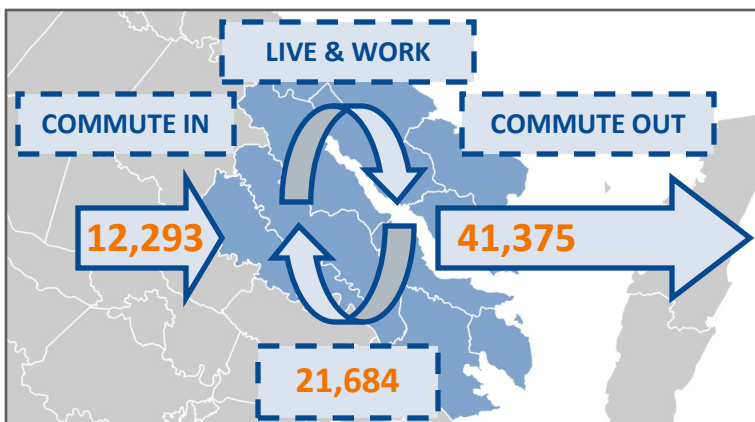 LIVE & WORK
COMMUTE IN
COMMUTE OUT
12,293
41,375
21,684